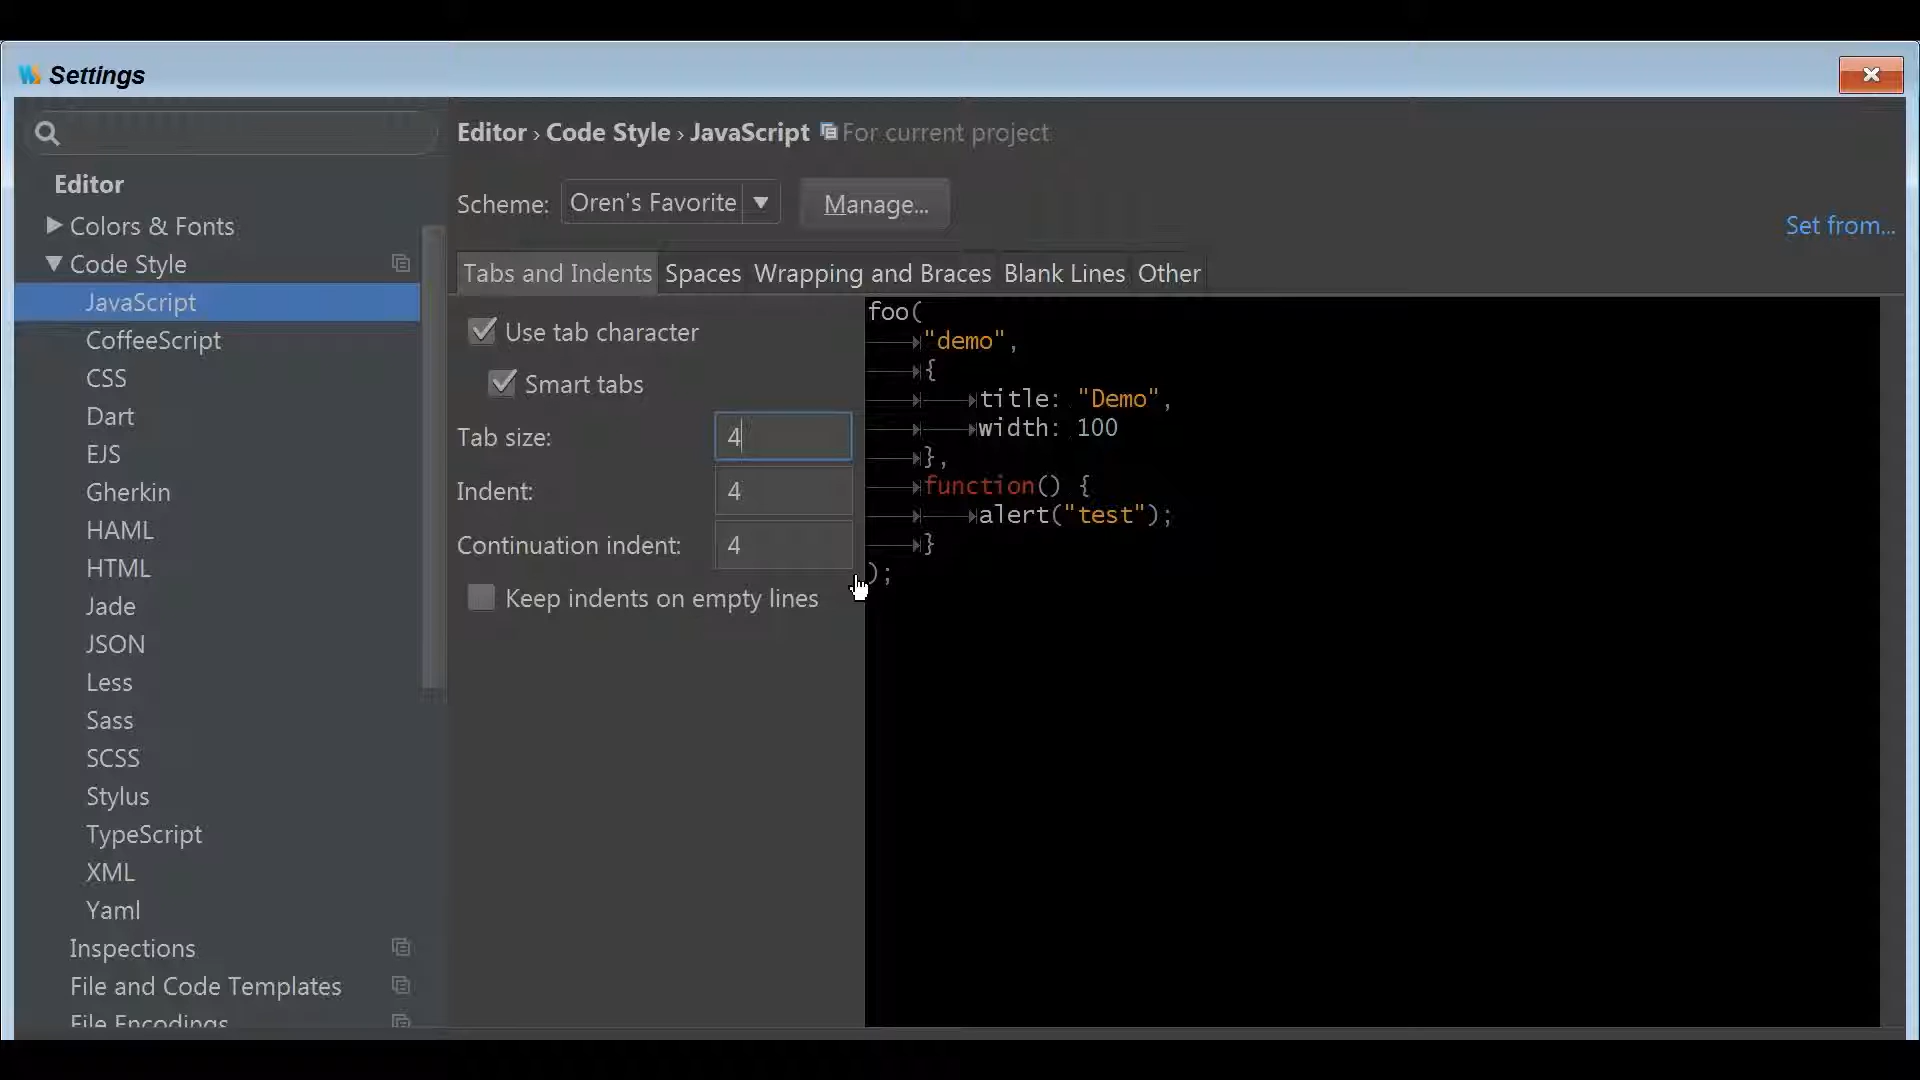 WS Settings
Editor › Code Style › JavaScript For current project
Scheme: Oren's Favorite Manage...
Set from...
Editor
Colors & Fonts
Code Style
JavaScript
CoffeeScript
CSS
Dart
EJS
Gherkin
HAML
HTML
Jade
JSON
Less
Sass
SCSS
Stylus
TypeScript
XML
Yaml
Inspections
File and Code Templates
File Encodings
Tabs and Indents Spaces Wrapping and Braces Blank Lines Other
Use tab character
Smart tabs
Tab size: 4
Indent: 4
Continuation indent: 4
Keep indents on empty lines
foo(
"demo",
{
title: "Demo",
width: 100
},
function() {
alert("test");
}
);